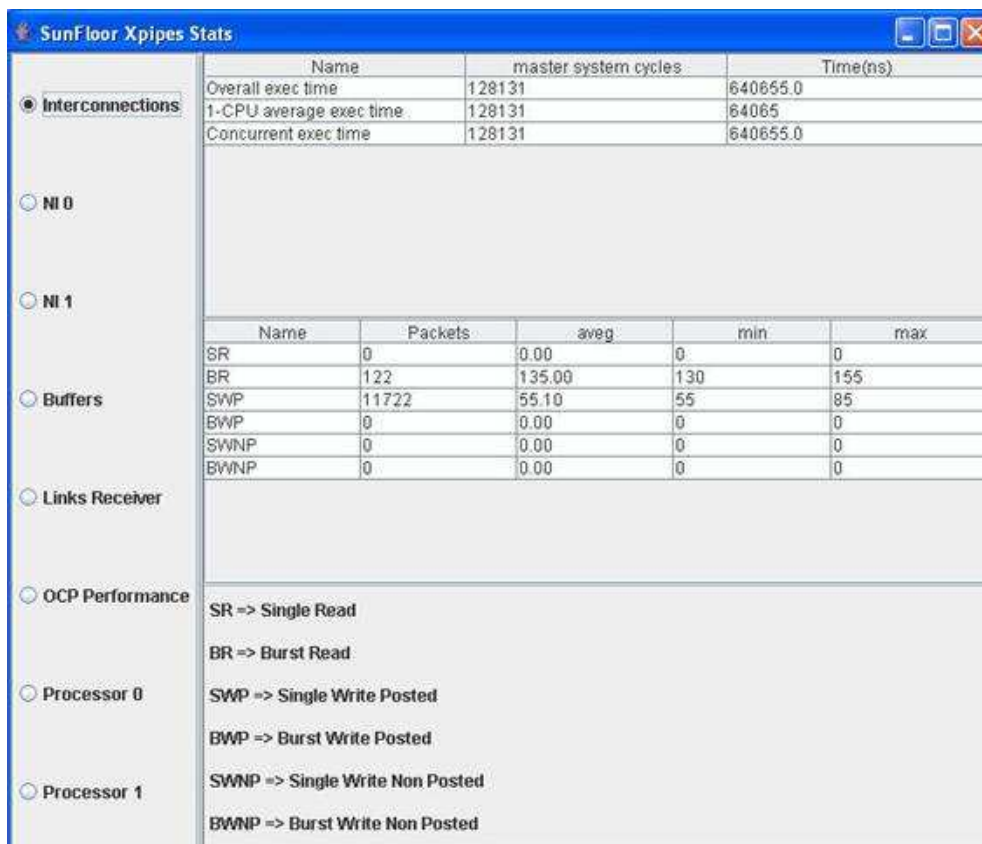 SunFloor Xpipes Stats
Interconnections
NI 0
NI 1
Buffers
Links Receiver
OCP Performance
Processor 0
Processor 1
Name master system cycles Time(ns)
Overall exec time 128131 640655.0
1-CPU average exec time 128131 64065
Concurrent exec time 128131 640655.0
Name Packets aveg min max
SR 0 0.00 0 0
BR 122 135.00 130 155
SWP 11722 55.10 55 85
BWP 0 0.00 0 0
SWNP 0 0.00 0 0
BWNP 0 0.00 0 0
SR => Single Read
BR => Burst Read
SWP => Single Write Posted
BWP => Burst Write Posted
SWNP => Single Write Non Posted
BWNP => Burst Write Non Posted